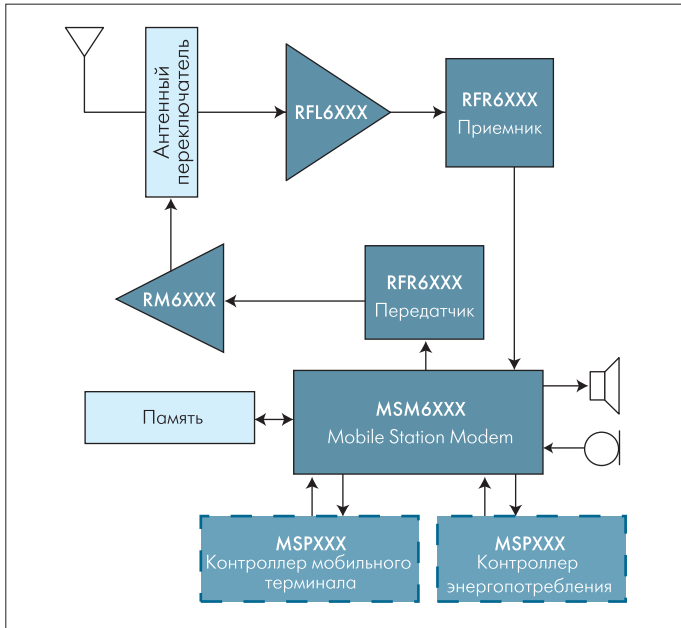 Антенный
переключатель
RFL6XXX
RFR6XXX
Приемник
RM6XXX
RFR6XXX
Передатчик
Память
MSM6XXX
Mobile Station Modem
MSPXXX
Контроллер мобильного
терминала
MSPXXX
Контроллер
энергопотребления